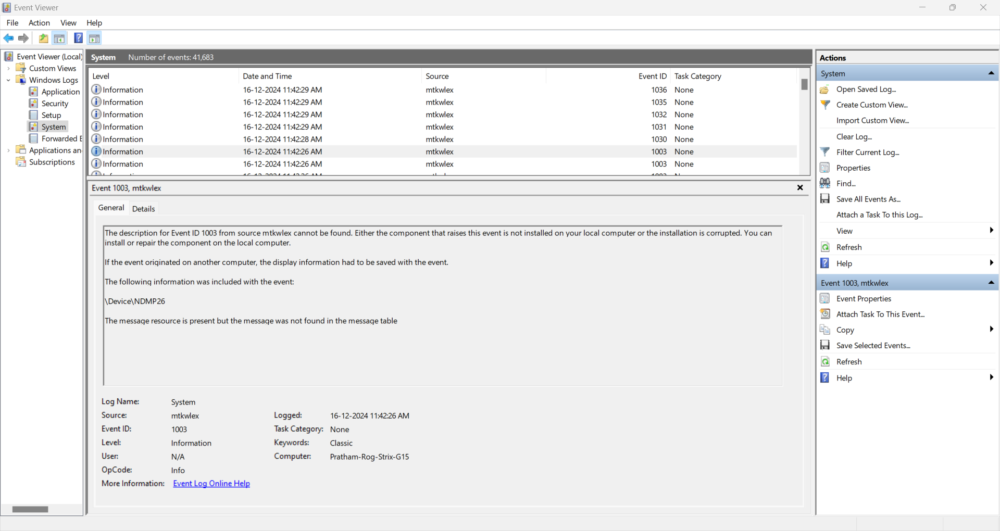 Event Viewer
File Action View Help
Event Viewer (Local)
Custom Views
Windows Logs
Application
Security
Setup
System
Forwarded E
Applications an
Subscriptions
System Number of events: 41,683
Level Date and Time Source Event ID Task Category
Information 16-12-2024 11:42:29 AM mtkwlex 1036 None
Information 16-12-2024 11:42:29 AM mtkwlex 1035 None
Information 16-12-2024 11:42:29 AM mtkwlex 1032 None
Information 16-12-2024 11:42:29 AM mtkwlex 1031 None
Information 16-12-2024 11:42:28 AM mtkwlex 1030 None
Information 16-12-2024 11:42:26 AM mtkwlex 1003 None
Information 16-12-2024 11:42:26 AM mtkwlex 1003 None
Event 1003, mtkwlex
General Details
The description for Event ID 1003 from source mtkwlex cannot be found. Either the component that raises this event is not installed on your local computer or the installation is corrupted. You can
install or repair the component on the local computer.
If the event originated on another computer, the display information had to be saved with the event.
The following information was included with the event:
\Device\NDMP26
The message resource is present but the message was not found in the message table
Log Name: System
Source: mtkwlex Logged: 16-12-2024 11:42:26 AM
Event ID: 1003 Task Category: None
Level: Information Keywords: Classic
User: N/A Computer: Pratham-Rog-Strix-G15
OpCode: Info
More Information: Event Log Online Help
Actions
System
Open Saved Log...
Create Custom View...
Import Custom View...
Clear Log...
Filter Current Log...
Properties
Find...
Save All Events As...
Attach a Task To this Log...
View
Refresh
Help
Event 1003, mtkwlex
Event Properties
Attach Task To This Event...
Copy
Save Selected Events...
Refresh
Help